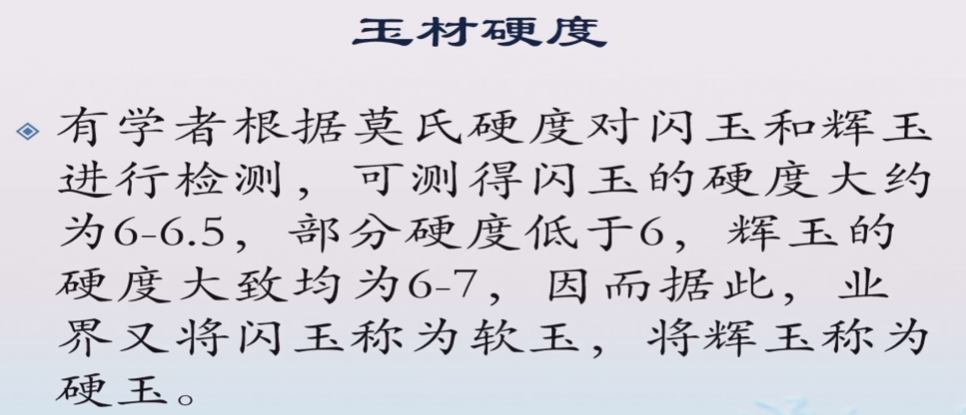 玉材硬度
有学者根据莫氏硬度对闪玉和辉玉
进行检测，可测得闪玉的硬度大约
为6-6.5，部分硬度低于6，辉玉的
硬度大致均为6-7，因而据此，业
界又将闪玉称为软玉，将辉玉称为
硬玉。